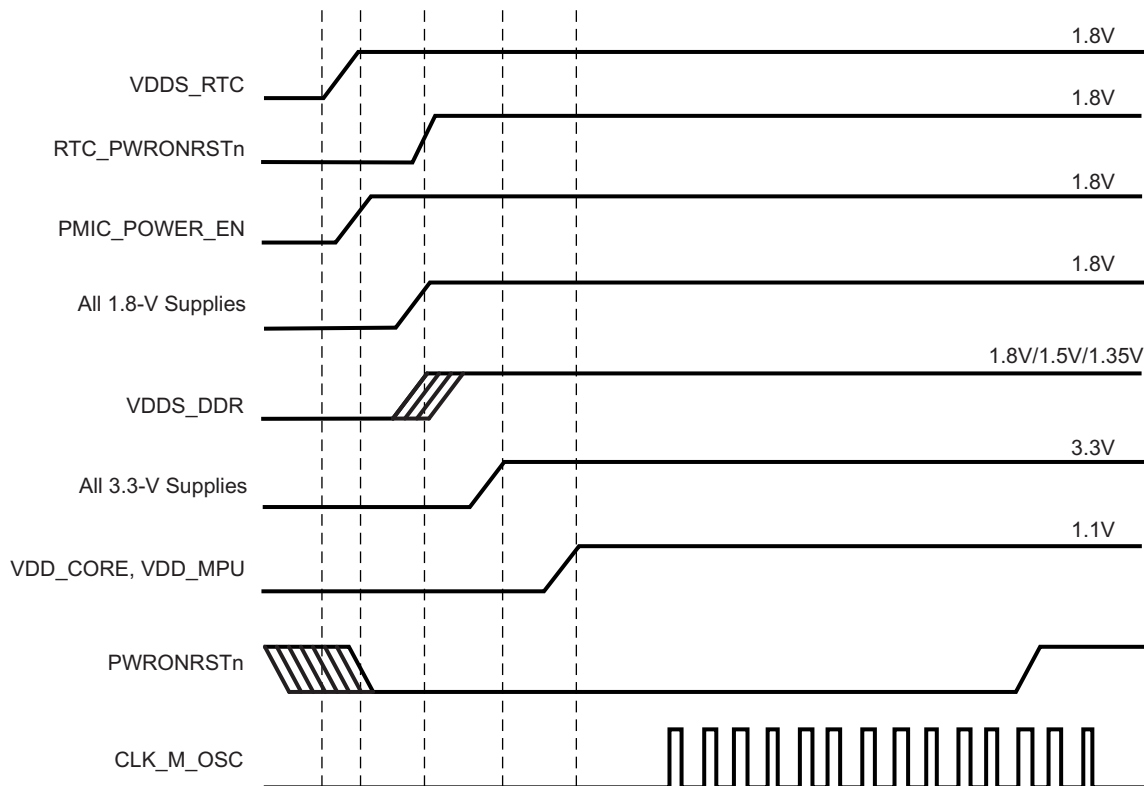 1.8V
VDDS_RTC
1.8V
RTC_PWRONRSTn
1.8V
PMIC_POWER_EN
1.8V
All 1.8-V Supplies
1.8V/1.5V/1.35V
VDDS_DDR
3.3V
All 3.3-V Supplies
1.1V
VDD_CORE, VDD_MPU
PWRONRSTn
CLK_M_OSC